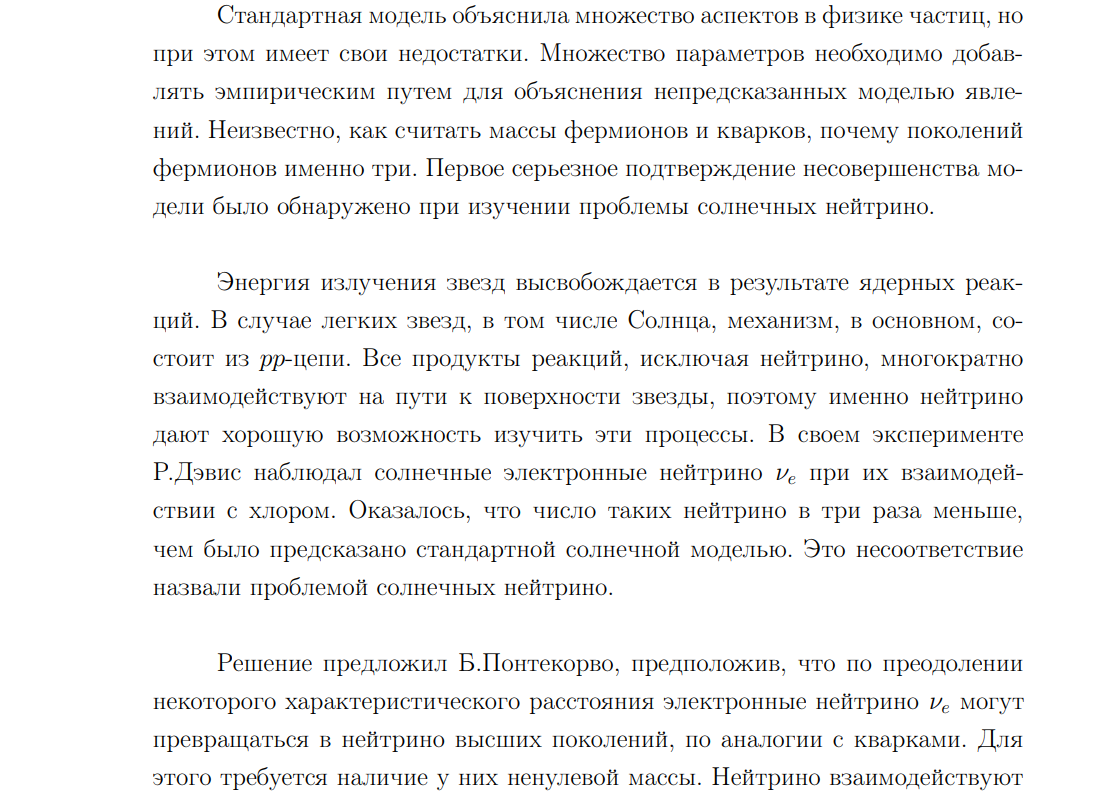 Стандартная модель объяснила множество аспектов в физике частиц, но
при этом имеет свои недостатки. Множество параметров необходимо добав-
лять эмпирическим путем для объяснения непредсказанных моделью явле-
ний. Неизвестно, как считать массы фермионов и кварков, почему поколений
фермионов именно три. Первое серьезное подтверждение несовершенства мо-
дели было обнаружено при изучении проблемы солнечных нейтрино.
Энергия излучения звезд высвобождается в результате ядерных реак-
ций. В случае легких звезд, в том числе Солнца, механизм, в основном, со-
стоит из pp-цепи. Все продукты реакций, исключая нейтрино, многократно
взаимодействуют на пути к поверхности звезды, поэтому именно нейтрино
дают хорошую возможность изучить эти процессы. В своем эксперименте
Р.Дэвис наблюдал солнечные электронные нейтрино νₑ при их взаимодей-
ствии с хлором. Оказалось, что число таких нейтрино в три раза меньше,
чем было предсказано стандартной солнечной моделью. Это несоответствие
назвали проблемой солнечных нейтрино.
Решение предложил Б.Понтекорво, предположив, что по преодолении
некоторого характеристического расстояния электронные нейтрино νₑ могут
превращаться в нейтрино высших поколений, по аналогии с кварками. Для
этого требуется наличие у них ненулевой массы. Нейтрино взаимодействуют